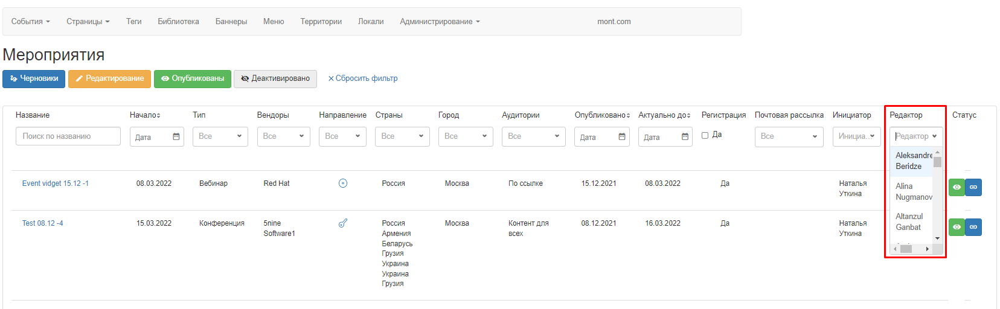 События Страницы Теги Библиотека Баннеры Меню Территории Локали Администрирование mont.com
Мероприятия
Черновики Редактирование Опубликованы Деактивировано Сбросить фильтр
Название Начало Тип Вендоры Направление Страны Город Аудитории Опубликовано Актуально до Регистрация Почтовая рассылка Инициатор Редактор Статус
Поиск по названию Дата Все Все Все Все Все Все Дата Дата Да Все Инициа... Редактор
Aleksandre
Beridze
Alina
Nugmanov
Altanzul
Ganbat
Event vidget 15.12 -1 08.03.2022 Вебинар Red Hat Россия Москва По ссылке 15.12.2021 08.03.2022 Да Наталья
Уткина
Test 08.12 -4 15.03.2022 Конференция 5nine Россия Москва Контент для 08.12.2021 16.03.2022 Да Наталья
Software1 Армения всех Уткина
Беларусь
Грузия
Украина
Украина
Грузия